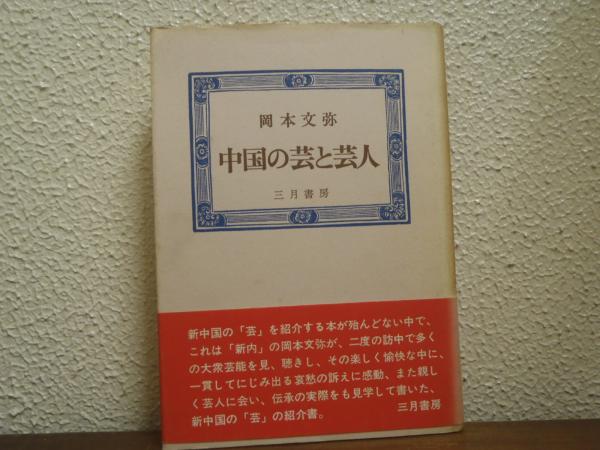 岡本文弥
中国の芸と芸人
三月書房
新中国の「芸」を紹介する本が殆んどない中で、
これは「新内」の岡本文弥が、二度の訪中で多く
の大衆芸能を見、聴きし、その楽しく愉快な中に、
一貫してにじみ出る哀愁の訴えに感動、また親し
く芸人に会い、伝承の実際をも見学して書いた、
新中国の「芸」の紹介書。 三月書房